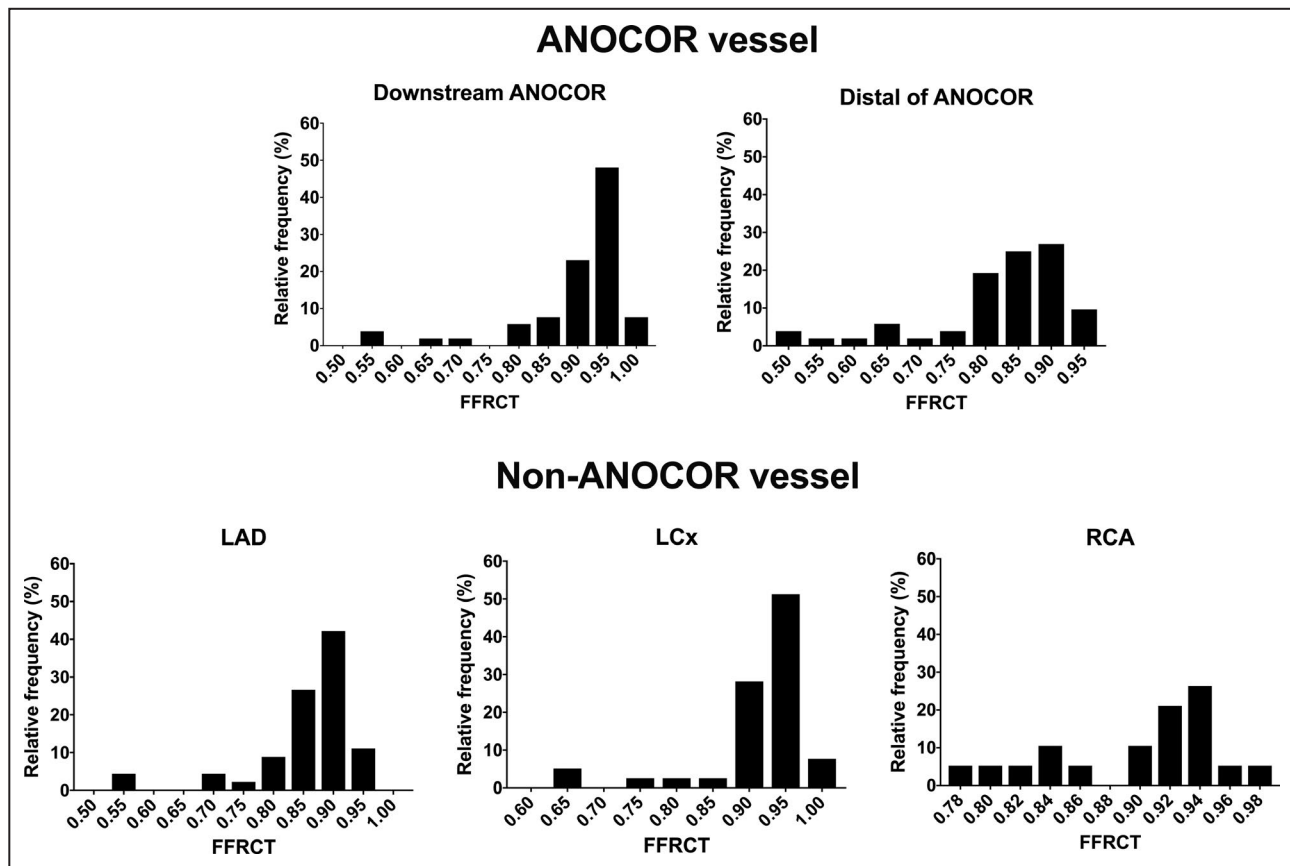 ANOCOR vessel
Downstream ANOCOR
Relative frequency (%)
60
50
40
30
20
10
0
0.50 0.55 0.60 0.65 0.70 0.75 0.80 0.85 0.90 0.95 1.00
FFRCT
Distal of ANOCOR
Relative frequency (%)
60
50
40
30
20
10
0
0.50 0.55 0.60 0.65 0.70 0.75 0.80 0.85 0.90 0.95
FFRCT
Non-ANOCOR vessel
LAD
Relative frequency (%)
60
50
40
30
20
10
0
0.50 0.55 0.60 0.65 0.70 0.75 0.80 0.85 0.90 0.95 1.00
FFRCT
LCx
Relative frequency (%)
60
50
40
30
20
10
0
0.60 0.65 0.70 0.75 0.80 0.85 0.90 0.95 1.00
FFRCT
RCA
Relative frequency (%)
60
50
40
30
20
10
0
0.78 0.80 0.82 0.84 0.86 0.88 0.90 0.92 0.94 0.96 0.98
FFRCT